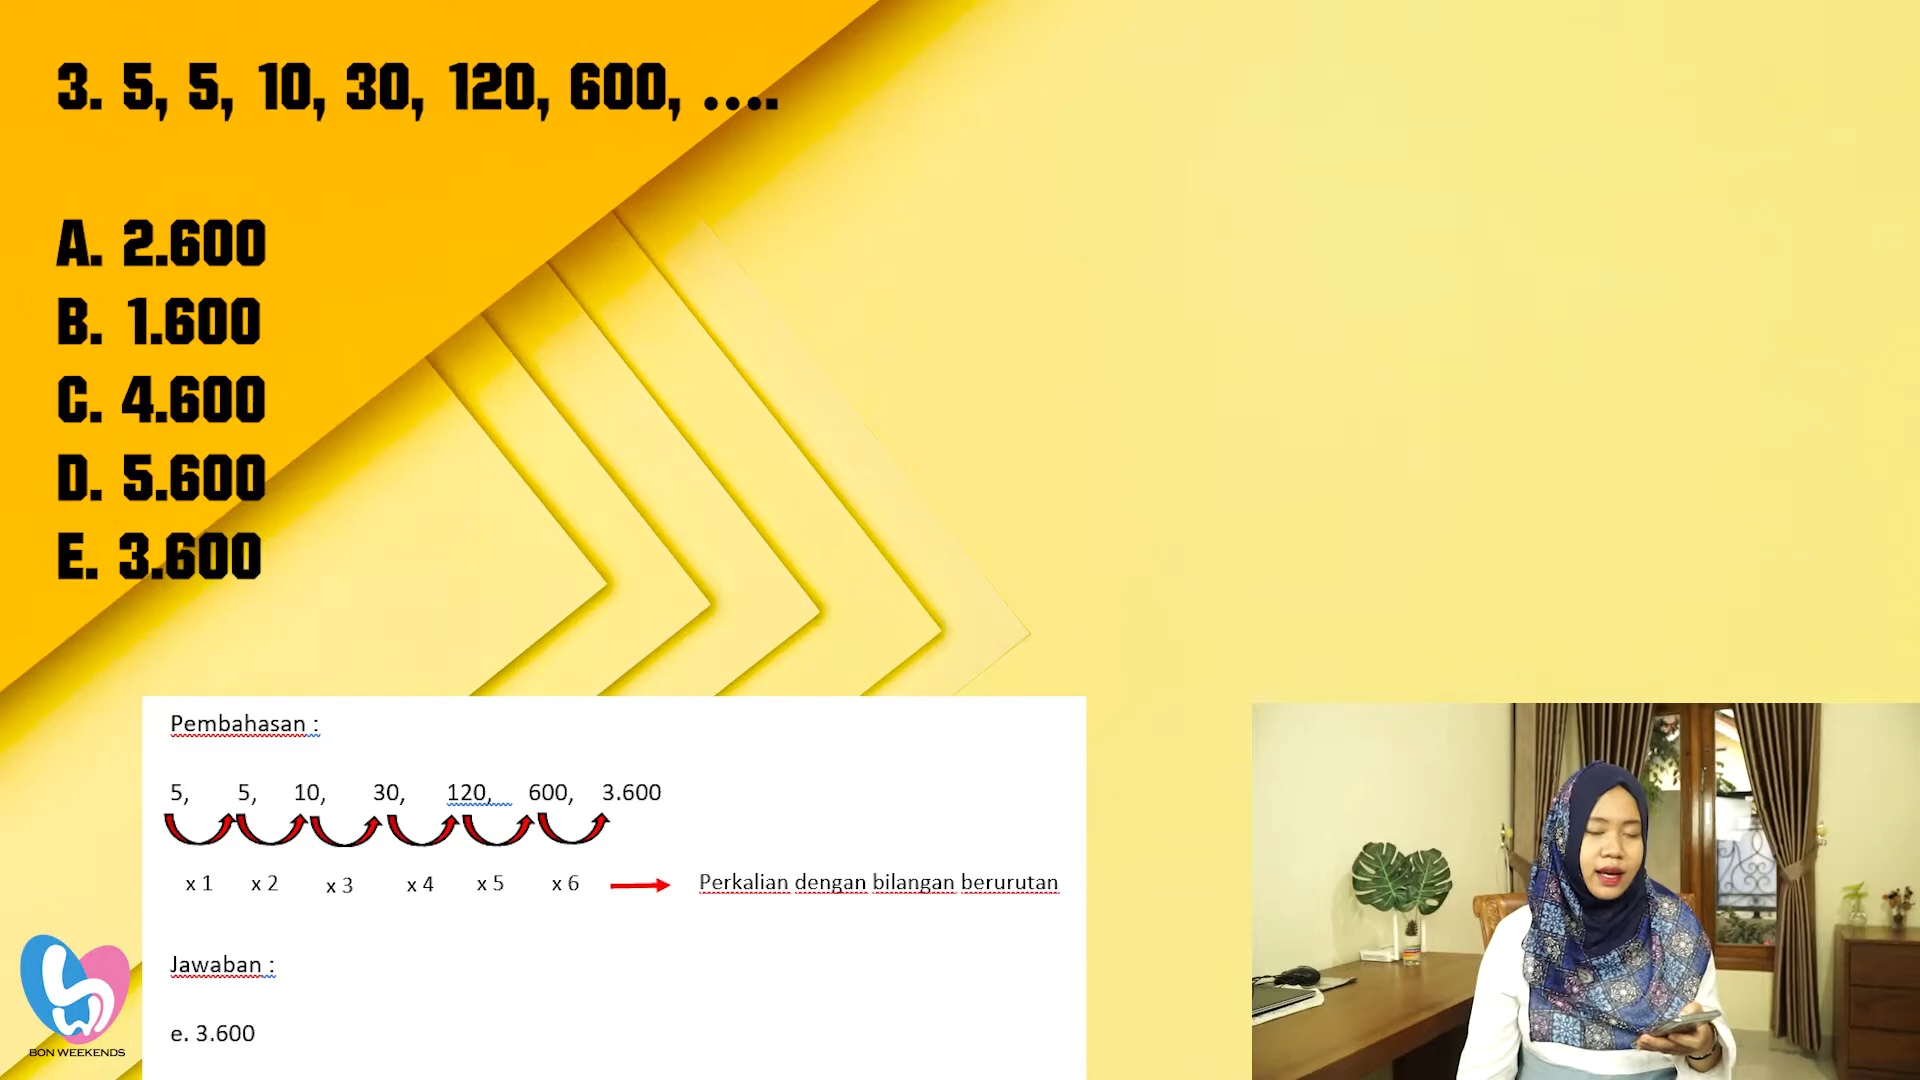 3. 5, 5, 10, 30, 120, 600, ....
A. 2.600
B. 1.600
C. 4.600
D. 5.600
E. 3.600
Pembahasan :
5, 5, 10, 30, 120, 600, 3.600
x 1 x 2 x 3 x 4 x 5 x 6 Perkalian dengan bilangan berurutan
Jawaban :
e. 3.600
BON WEEKENDS